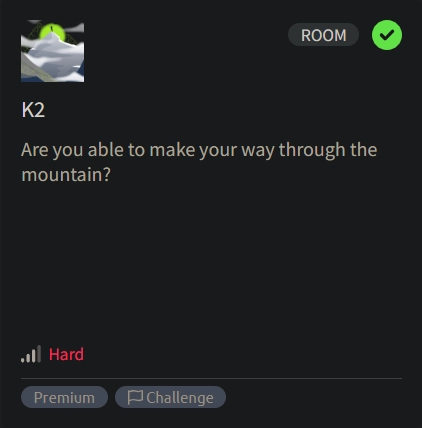 ROOM
K2
Are you able to make your way through the
mountain?
Hard
Premium
Challenge